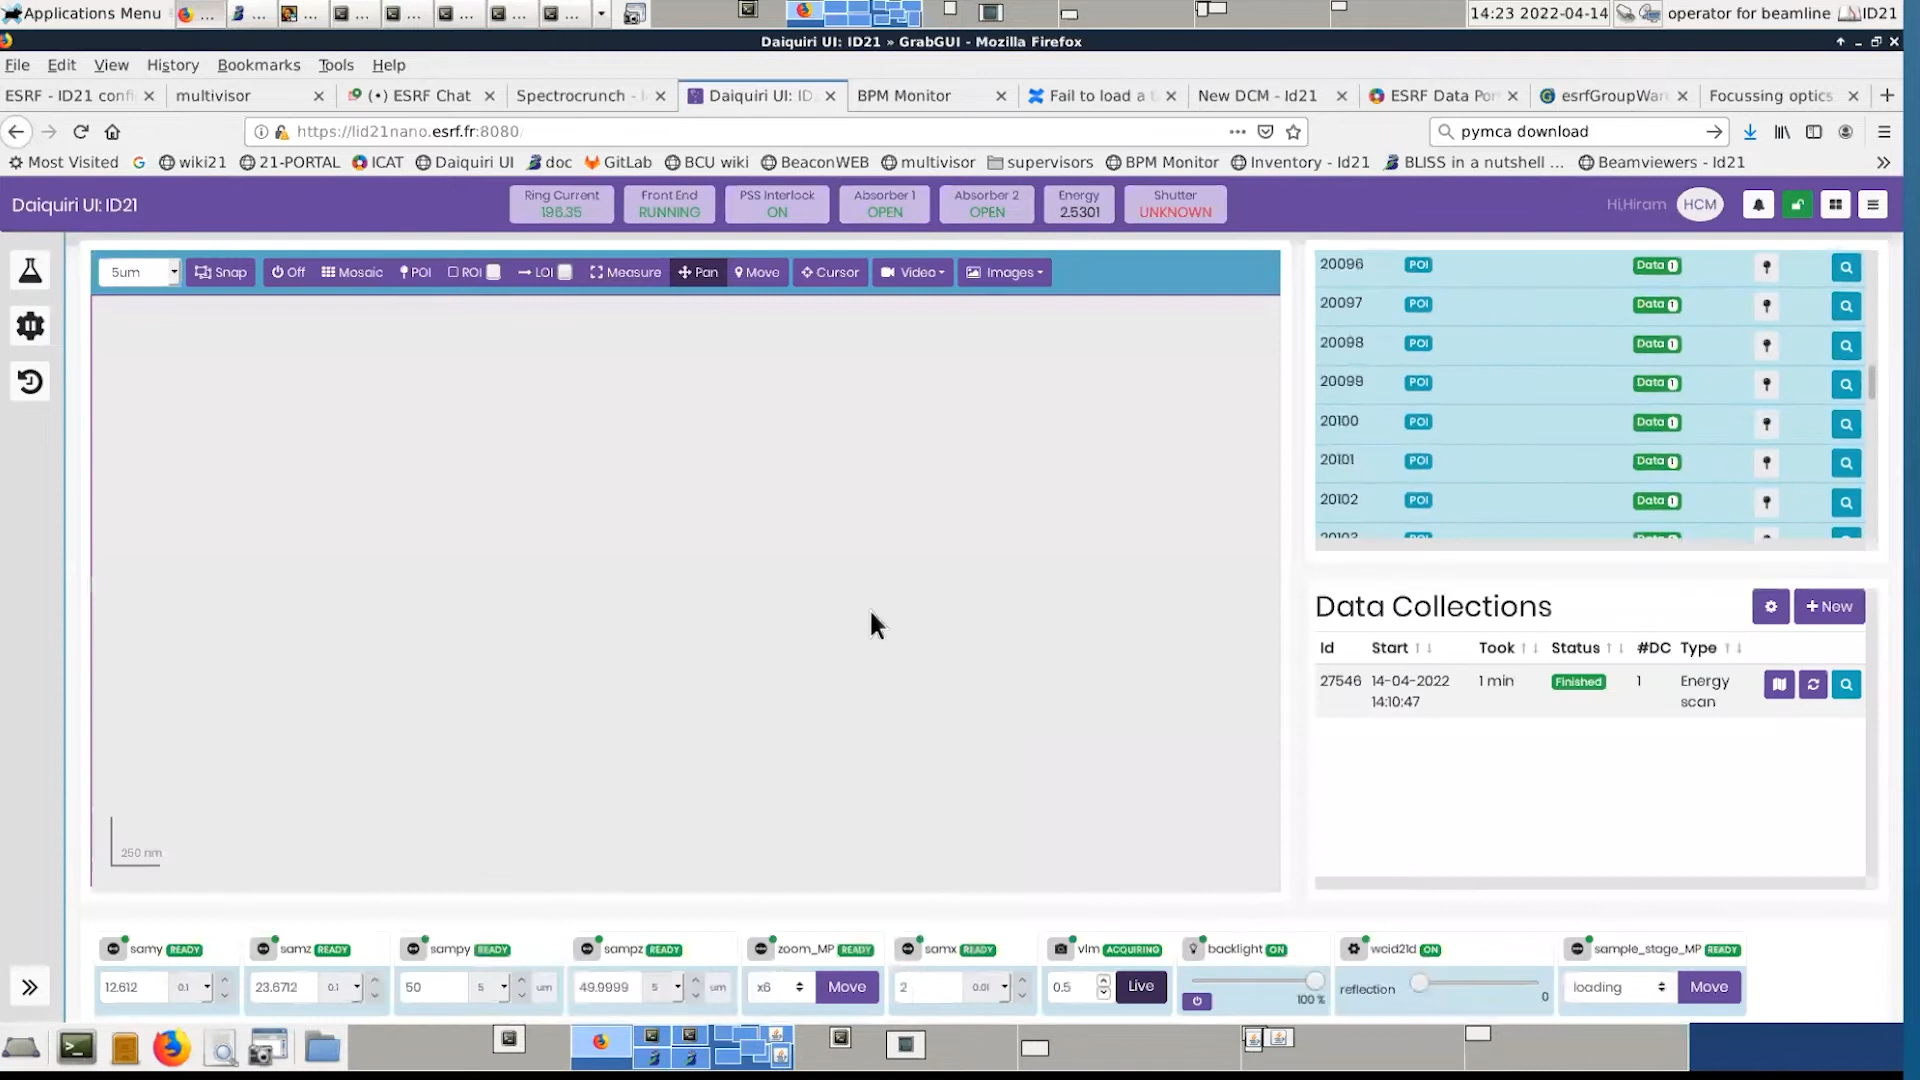 Applications Menu
...
...
...
...
...
...
...
...
14:23 2022-04-14
operator for beamline
ID21
Daiquiri UI: ID21 » GrabGUI - Mozilla Firefox
File Edit View History Bookmarks Tools Help
ESRF - ID21 confi
multivisor
(•) ESRF Chat
Spectrocrunch -
Daiquiri UI: ID
BPM Monitor
Fail to load a t
New DCM - Id21
ESRF Data Por
esrfGroupWar
Focussing optics
https://lid21nano.esrf.fr:8080
pymca download
Most Visited
wiki21
21-PORTAL
ICAT
Daiquiri UI
doc
GitLab
BCU wiki
BeaconWEB
multivisor
supervisors
BPM Monitor
Inventory - Id21
BLISS in a nutshell ...
Beamviewers - Id21
Daiquiri UI: ID21
Ring Current
196.35
Front End
RUNNING
PSS Interlock
ON
Absorber 1
OPEN
Absorber 2
OPEN
Energy
2.5301
Shutter
UNKNOWN
Hi, Hiram
HCM
5um
Snap
Off
Mosaic
POI
ROI
LOI
Measure
Pan
Move
Cursor
Video
Images
250 nm
20096 POI Data 1
20097 POI Data 1
20098 POI Data 1
20099 POI Data 1
20100 POI Data 1
20101 POI Data 1
20102 POI Data 1
20103
Data Collections
+ New
Id Start Took Status #DC Type
27546 14-04-2022 14:10:47 1 min Finished 1 Energy scan
samy READY
12.612 0.1
samz READY
23.6712 0.1
sampy READY
50 5 um
sampz READY
49.9999 5 um
zoom_MP READY
x6 Move
samx READY
2 0.01
vlm ACQUIRING
0.5 Live
backlight ON
100 %
wcid21d ON
reflection 0
sample_stage_MP READY
loading Move